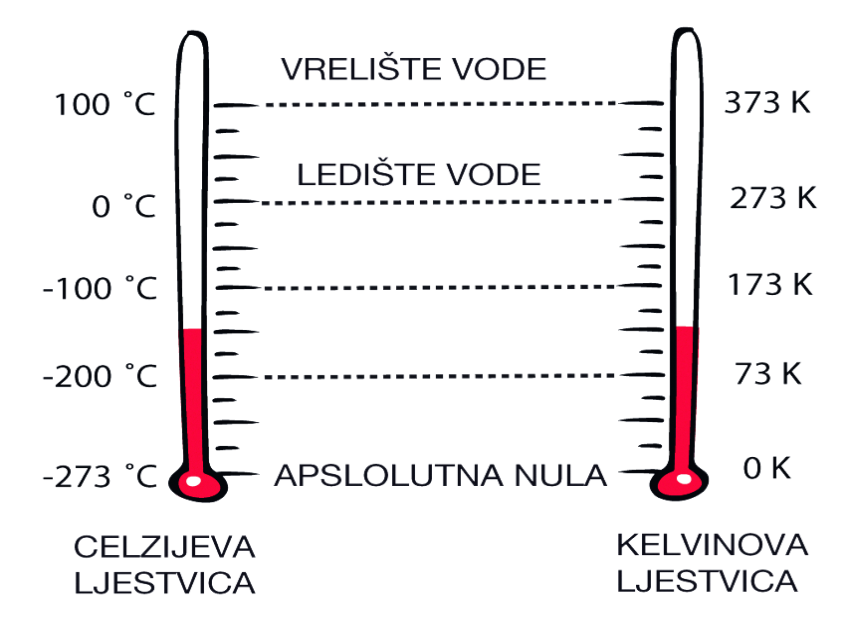 VRELIŠTE VODE
100 °C
373 K
LEDIŠTE VODE
0 °C
273 K
-100 °C
173 K
-200 °C
73 K
-273 °C
APSLOLUTNA NULA
0 K
CELZIJEVA
LJESTVICA
KELVINOVA
LJESTVICA